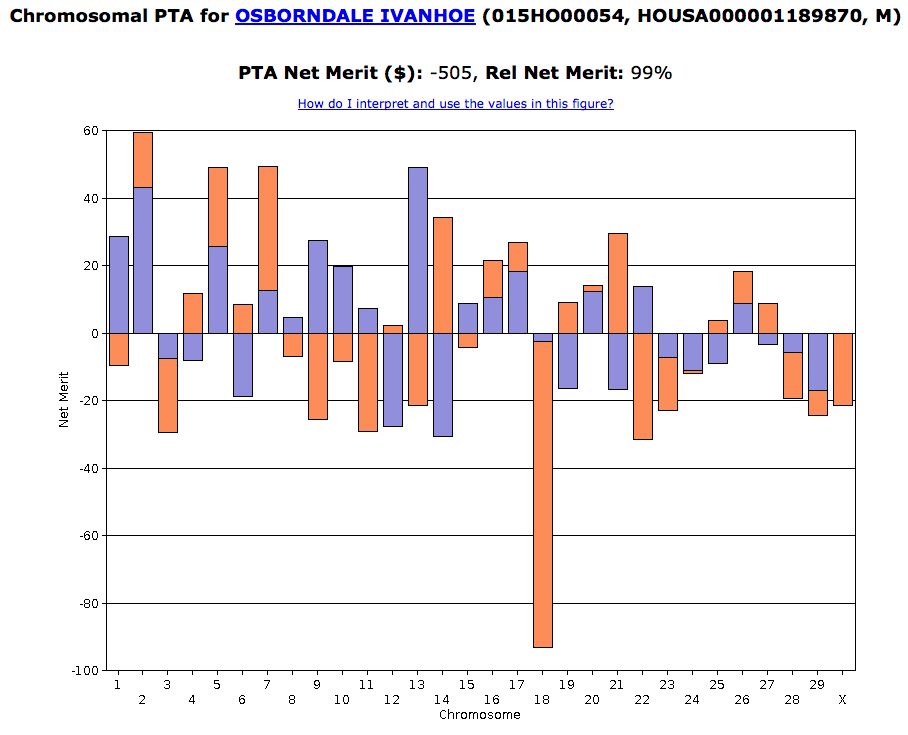 Chromosomal PTA for OSBORNDALE IVANHOE (015HO00054, HOUSA000001189870, M)
PTA Net Merit ($): -505, Rel Net Merit: 99%
How do I interpret and use the values in this figure?
60
40
20
0
-20
-40
-60
-80
-100
Net Merit
1 3 5 7 9 11 13 15 17 19 21 23 25 27 29
2 4 6 8 10 12 14 16 18 20 22 24 26 28 X
Chromosome